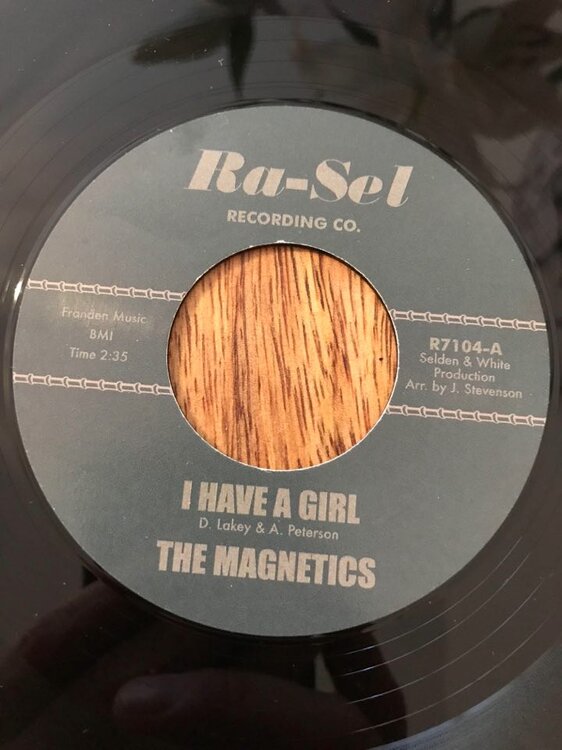 Ra-Sel
RECORDING CO.
Franden Music
BMI
Time 2:35
R7104-A
Selden & White
Production
Arr. by J. Stevenson
I HAVE A GIRL
D. Lakey & A. Peterson
THE MAGNETICS